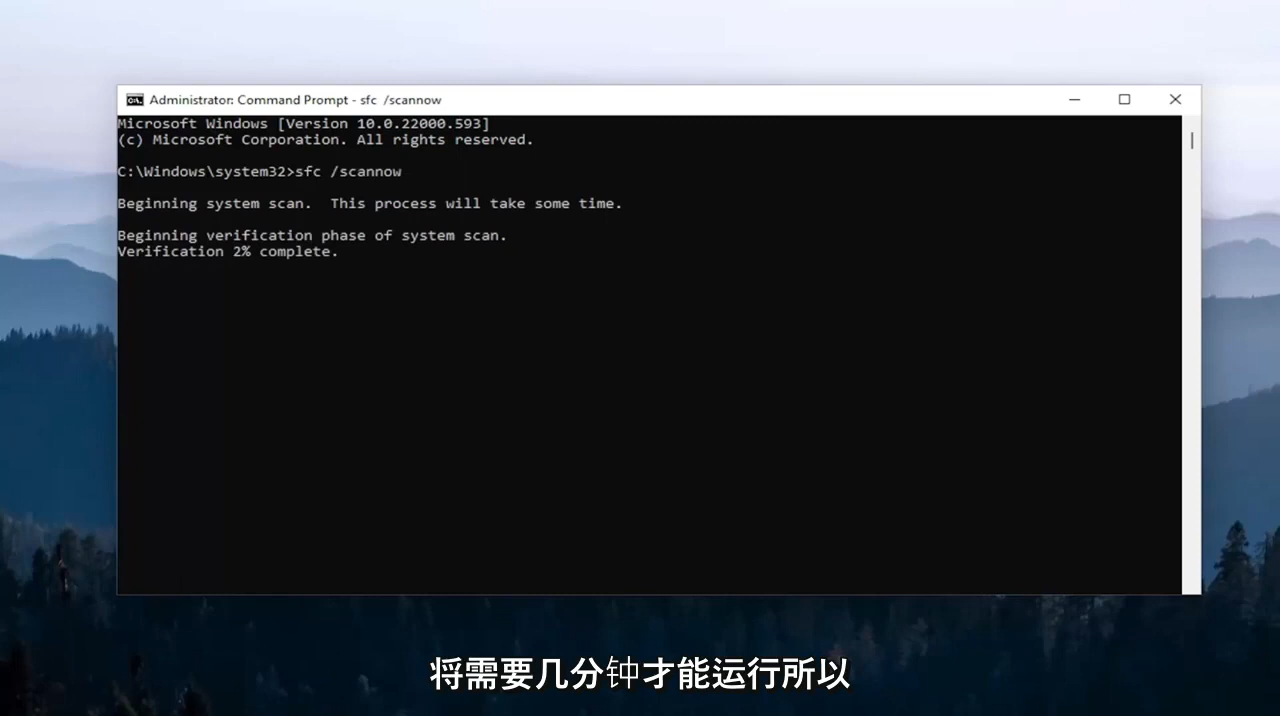 Administrator: Command Prompt - sfc  /scannow
Microsoft Windows [Version 10.0.22000.593]
(c) Microsoft Corporation. All rights reserved.
C:\Windows\system32>sfc /scannow
Beginning system scan.  This process will take some time.
Beginning verification phase of system scan.
Verification 2% complete.
将需要几分钟才能运行所以